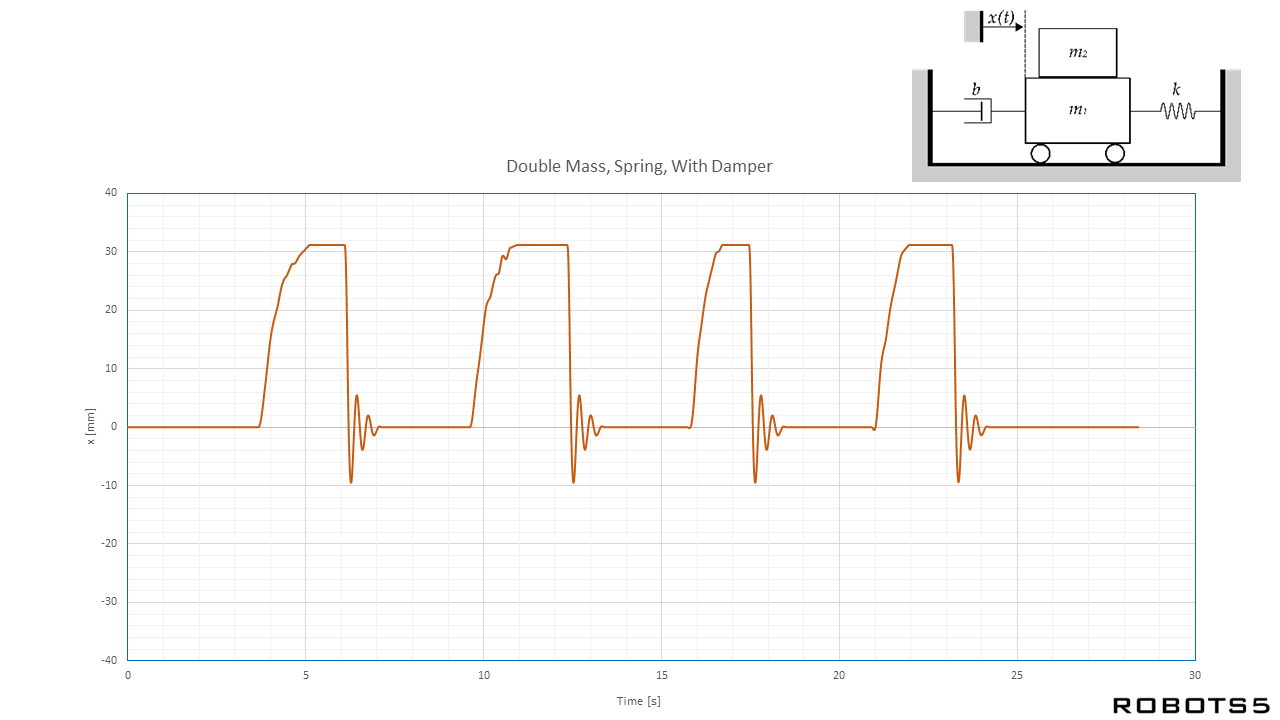 x(t)
m₂
b
k
m₁
Double Mass, Spring, With Damper
40
30
20
10
0
-10
-20
-30
-40
x [mm]
0 5 10 15 20 25 30
Time [s]
ROBOTS5